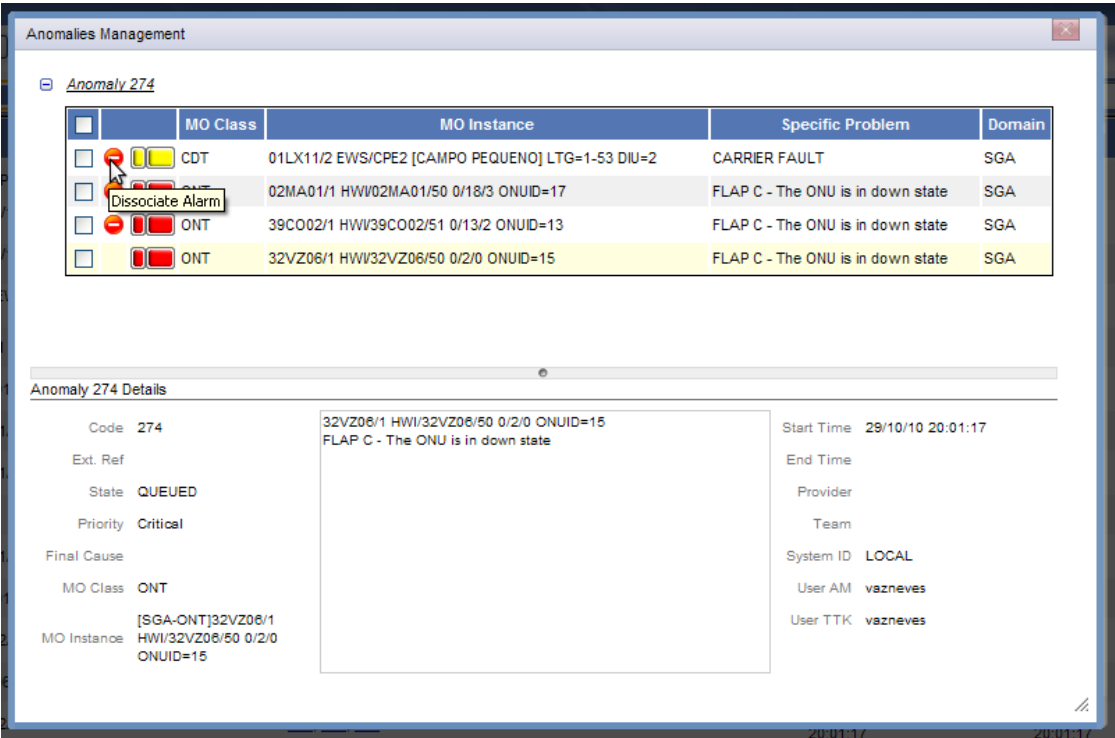 Anomalies Management
Anomaly 274
MO Class MO Instance Specific Problem Domain
CDT 01LX11/2 EWS/CPE2 [CAMPO PEQUENO] LTG=1-53 DIU=2 CARRIER FAULT SGA
ONT 02MA01/1 HWI/02MA01/50 0/18/3 ONUID=17 FLAP C - The ONU is in down state SGA
Dissociate Alarm
ONT 39CO02/1 HWI/39CO02/51 0/13/2 ONUID=13 FLAP C - The ONU is in down state SGA
ONT 32VZ06/1 HWI/32VZ06/50 0/2/0 ONUID=15 FLAP C - The ONU is in down state SGA
Anomaly 274 Details
Code 274
Ext. Ref
State QUEUED
Priority Critical
Final Cause
MO Class ONT
MO Instance [SGA-ONT]32VZ06/1
HWI/32VZ06/50 0/2/0
ONUID=15
32VZ06/1 HWI/32VZ06/50 0/2/0 ONUID=15
FLAP C - The ONU is in down state
Start Time 29/10/10 20:01:17
End Time
Provider
Team
System ID LOCAL
User AM vazneves
User TTK vazneves
20:01:17 20:01:17